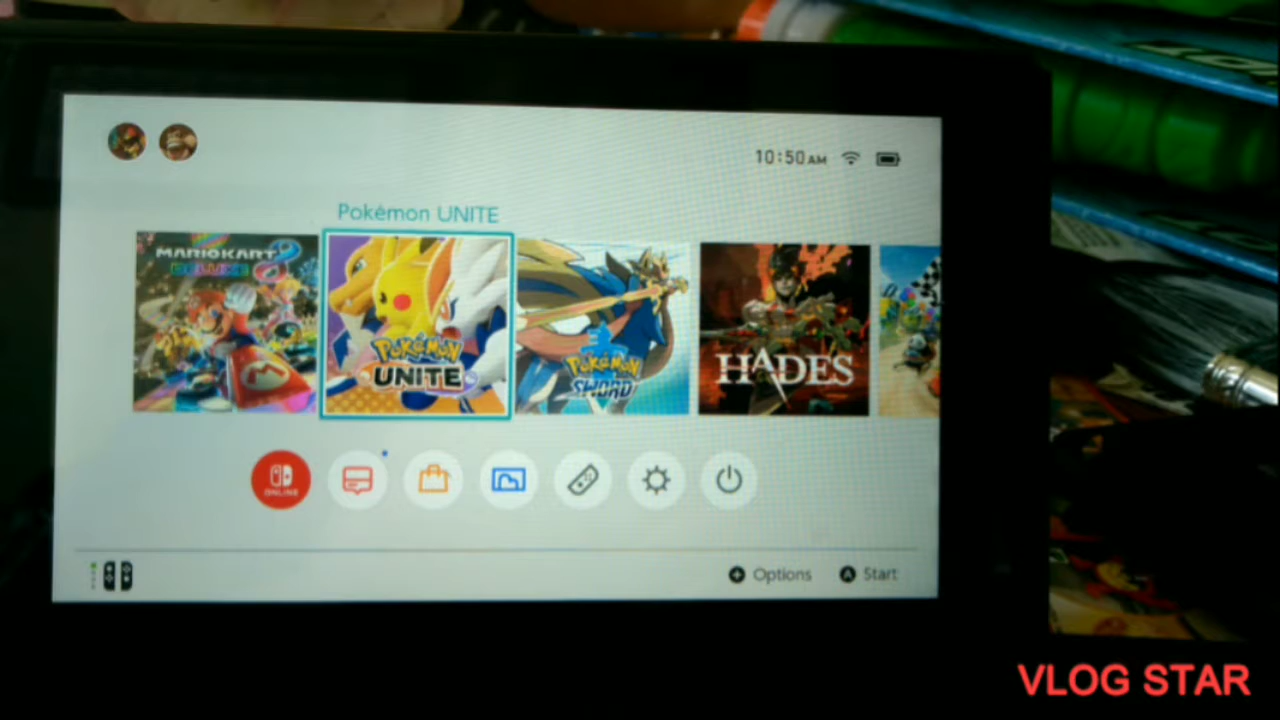 10:50 AM
Pokémon UNITE
MARIOKART 8
DELUXE
POKÉMON
UNITE
POKÉMON
SWORD
HADES
ONLINE
Options
A Start
VLOG STAR